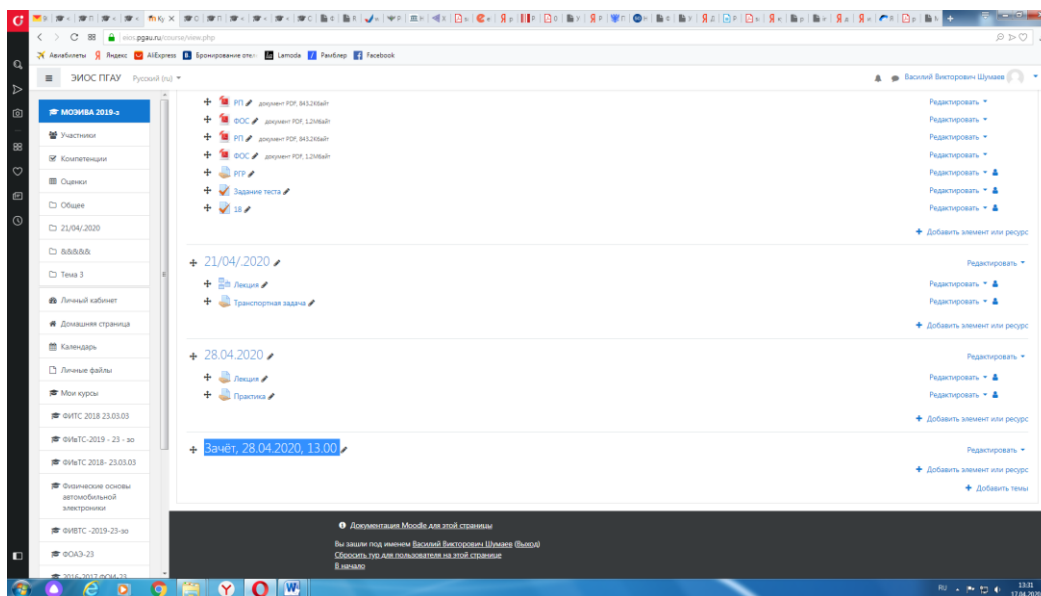 eios.pgau.ru/course/view.php
Авиабилеты Яндекс AliExpress Бронирование отел Lamoda Рамблер Facebook
ЭИОС ПГАУ Русский (ru)
Василий Викторович Шумаев
МОЭИВА 2019-з
Участники
Компетенции
Оценки
Общее
21/04/.2020
&&&&&
Тема 3
Личный кабинет
Домашняя страница
Календарь
Личные файлы
Мои курсы
ФИТС 2018 23.03.03
ФИвТС-2019 - 23 - зо
ФИвТС 2018- 23.03.03
Физические основы
автомобильной
электроники
ФИВТС -2019-23-зо
ФОАЭ-23
РП документ PDF, 843.2Кбайт Редактировать
ФОС документ PDF, 1.2Мбайт Редактировать
РП документ PDF, 843.2Кбайт Редактировать
ФОС документ PDF, 1.2Мбайт Редактировать
РГР Редактировать
Задание теста Редактировать
18 Редактировать
Добавить элемент или ресурс
21/04/.2020 Редактировать
Лекция Редактировать
Транспортная задача Редактировать
Добавить элемент или ресурс
28.04.2020 Редактировать
Лекция Редактировать
Практика Редактировать
Добавить элемент или ресурс
Зачёт, 28.04.2020, 13.00 Редактировать
Добавить элемент или ресурс
Добавить темы
Документация Moodle для этой страницы
Вы зашли под именем Василий Викторович Шумаев (Выход)
Сбросить тур для пользователя на этой странице
В начало
RU 13:31
17.04.2020